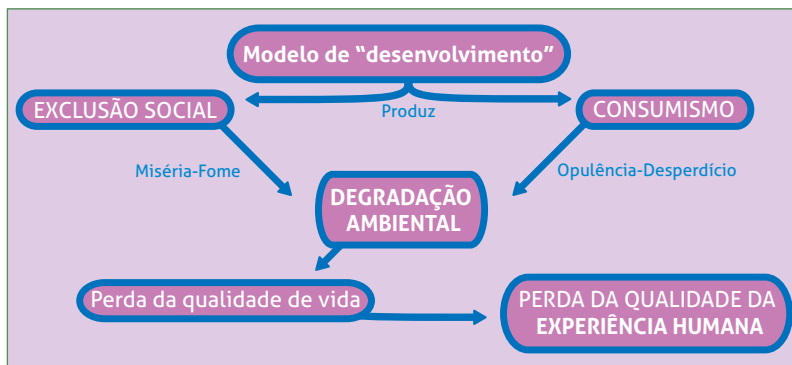 Modelo de “desenvolvimento”
EXCLUSÃO SOCIAL
Produz
CONSUMISMO
Miséria-Fome
Opulência-Desperdício
DEGRADAÇÃO
AMBIENTAL
Perda da qualidade de vida
PERDA DA QUALIDADE DA
EXPERIÊNCIA HUMANA